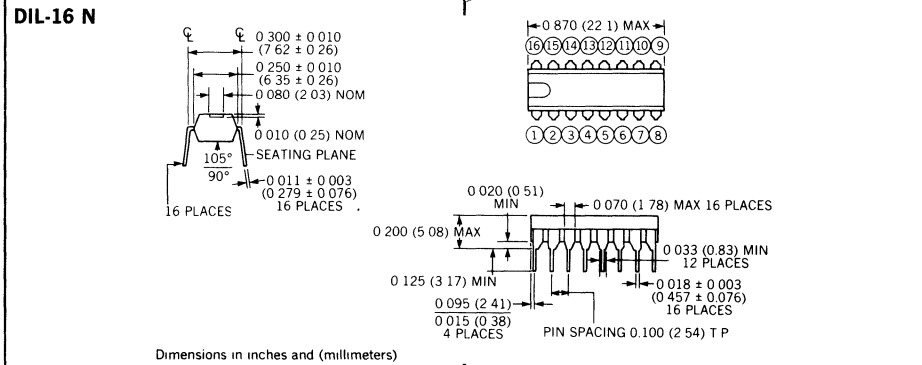 DIL-16 N
℄ ℄
0 300 ± 0 010
(7 62 ± 0 26)
0 250 ± 0 010
(6 35 ± 0 26)
0 080 (2 03) NOM
0 010 (0 25) NOM
SEATING PLANE
105°
90°
0 011 ± 0 003
(0 279 ± 0 076)
16 PLACES
16 PLACES
0 870 (22 1) MAX
16 15 14 13 12 11 10 9
1 2 3 4 5 6 7 8
0 020 (0 51)
MIN
0 070 (1 78) MAX 16 PLACES
0 200 (5 08) MAX
0 033 (0.83) MIN
12 PLACES
0 125 (3 17) MIN
0 018 ± 0 003
(0 457 ± 0.076)
16 PLACES
0 095 (2 41)
0 015 (0 38)
4 PLACES
PIN SPACING 0.100 (2 54) T P
Dimensions in inches and (millimeters)